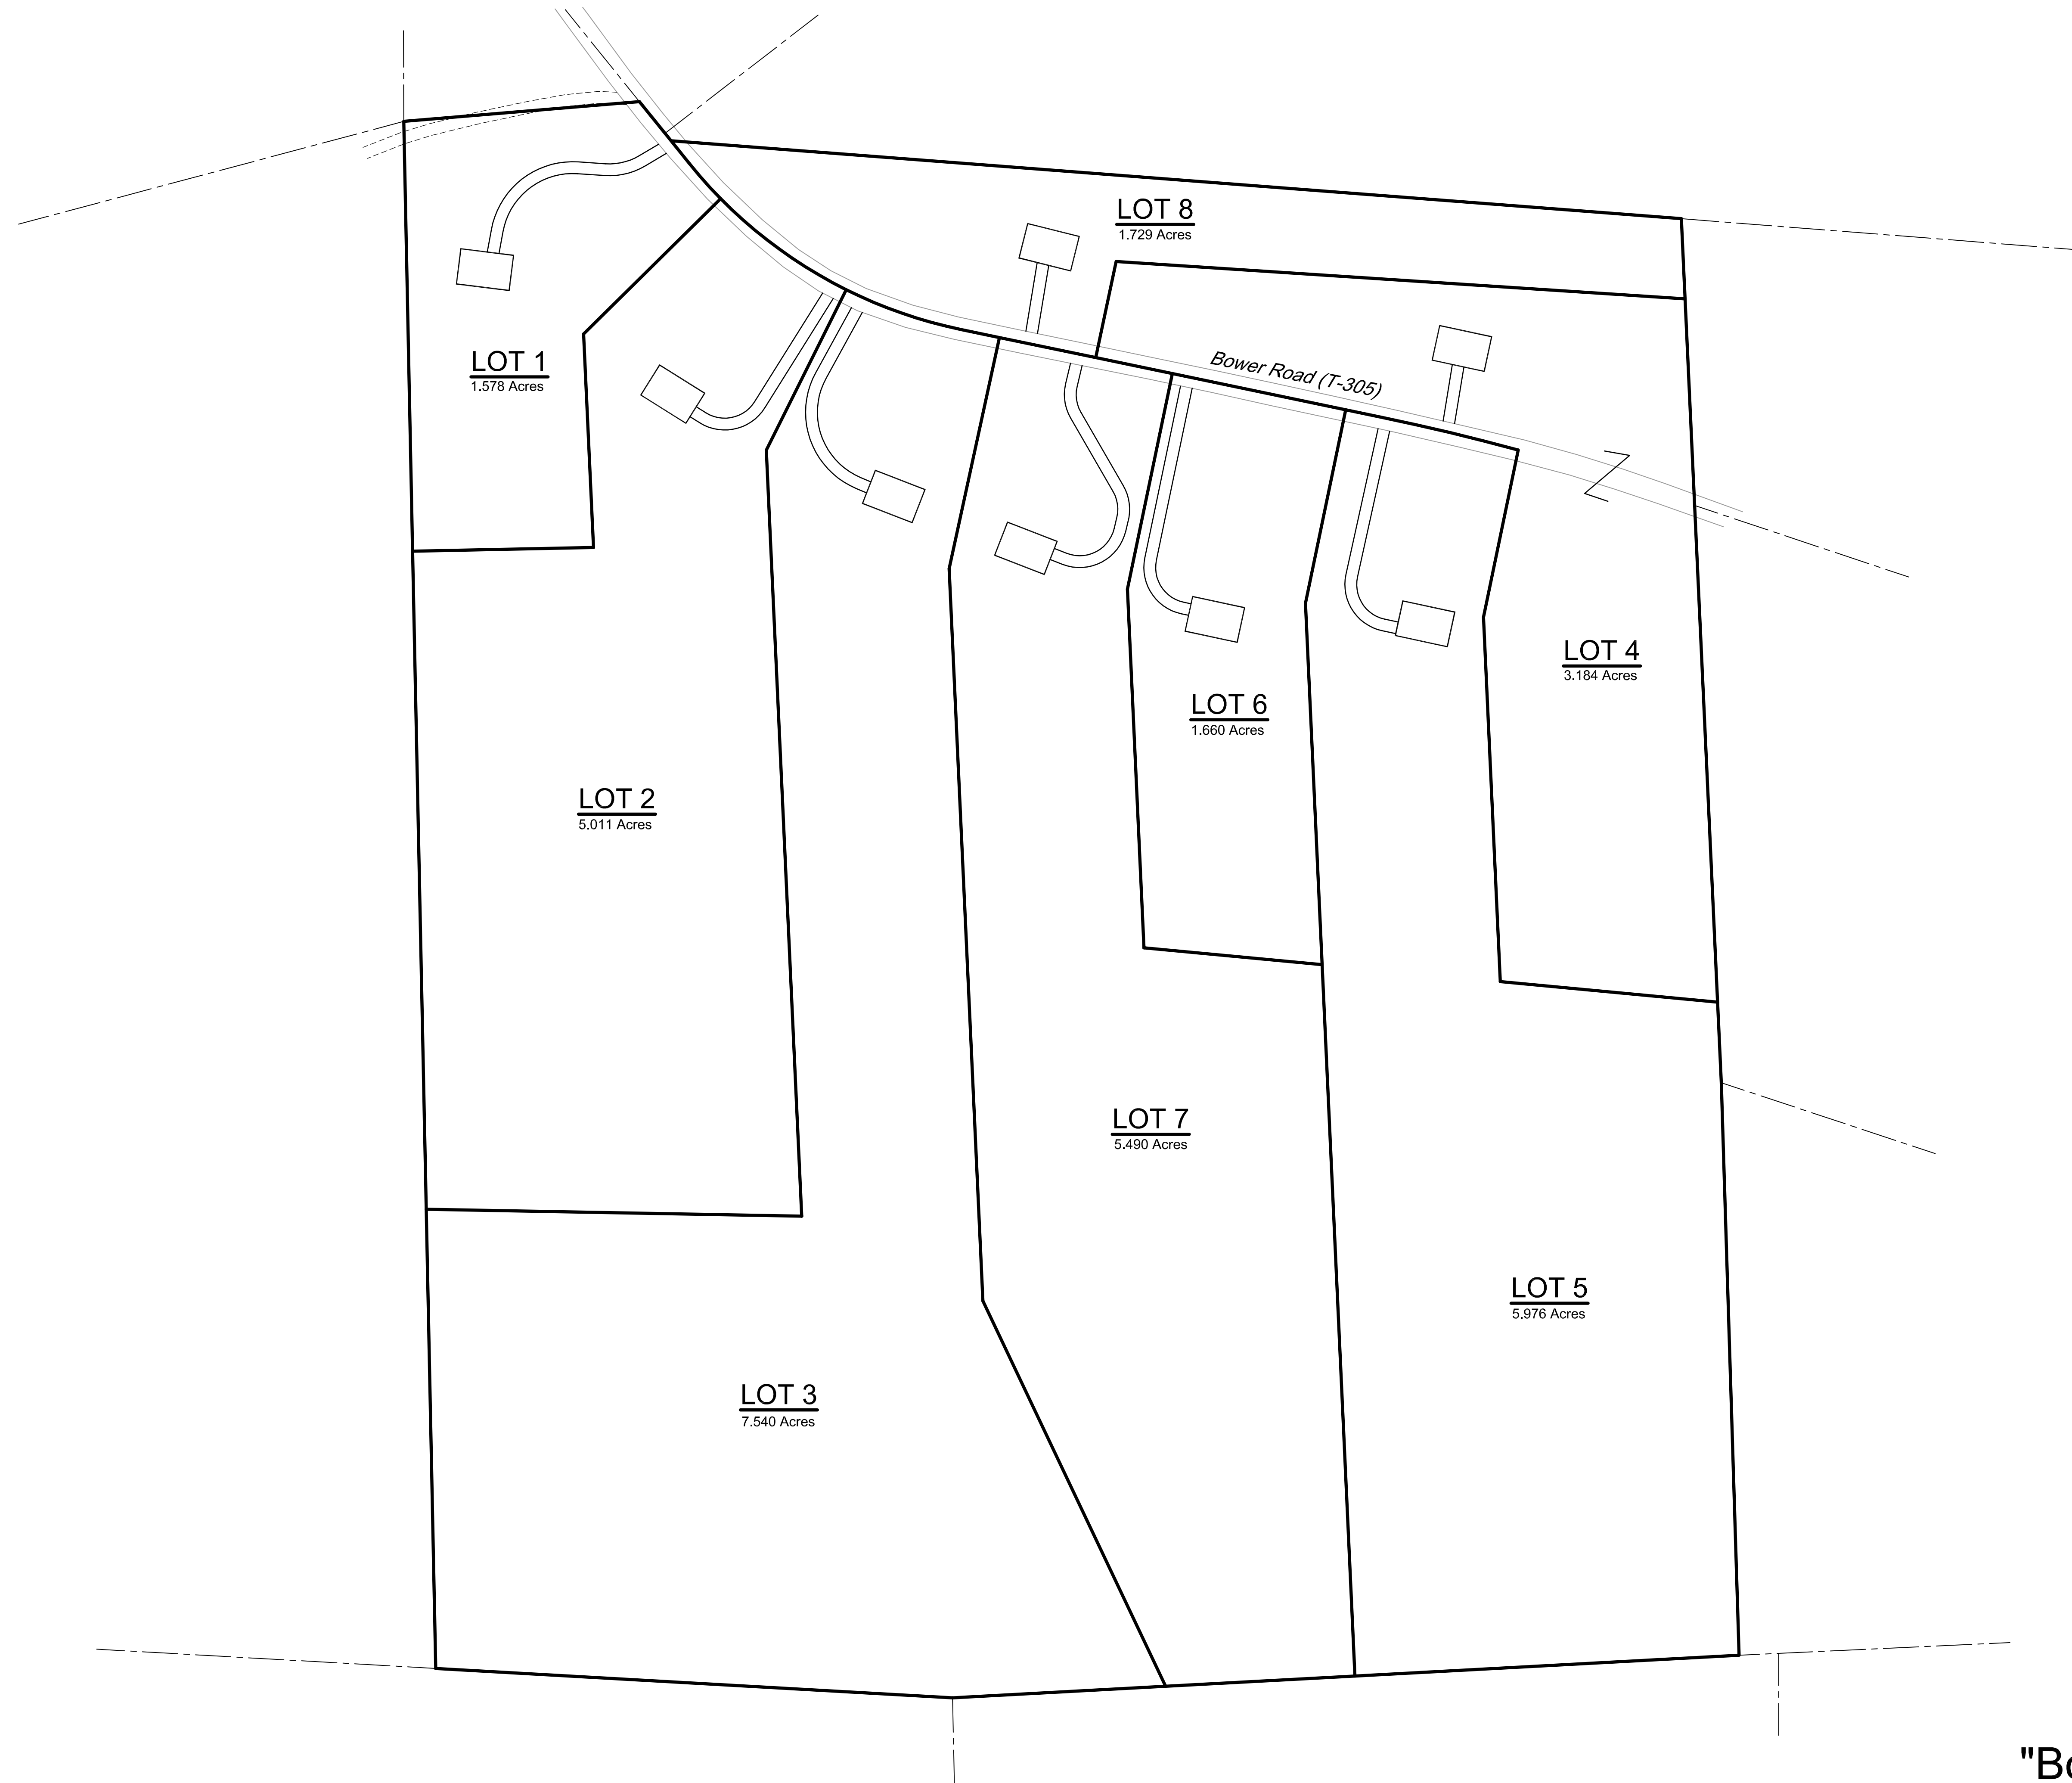 LOT 8
1.729 Acres
LOT 1
1.578 Acres
Bower Road (T-305)
LOT 4
3.184 Acres
LOT 6
1.660 Acres
LOT 2
5.011 Acres
LOT 7
5.490 Acres
LOT 5
5.976 Acres
LOT 3
7.540 Acres